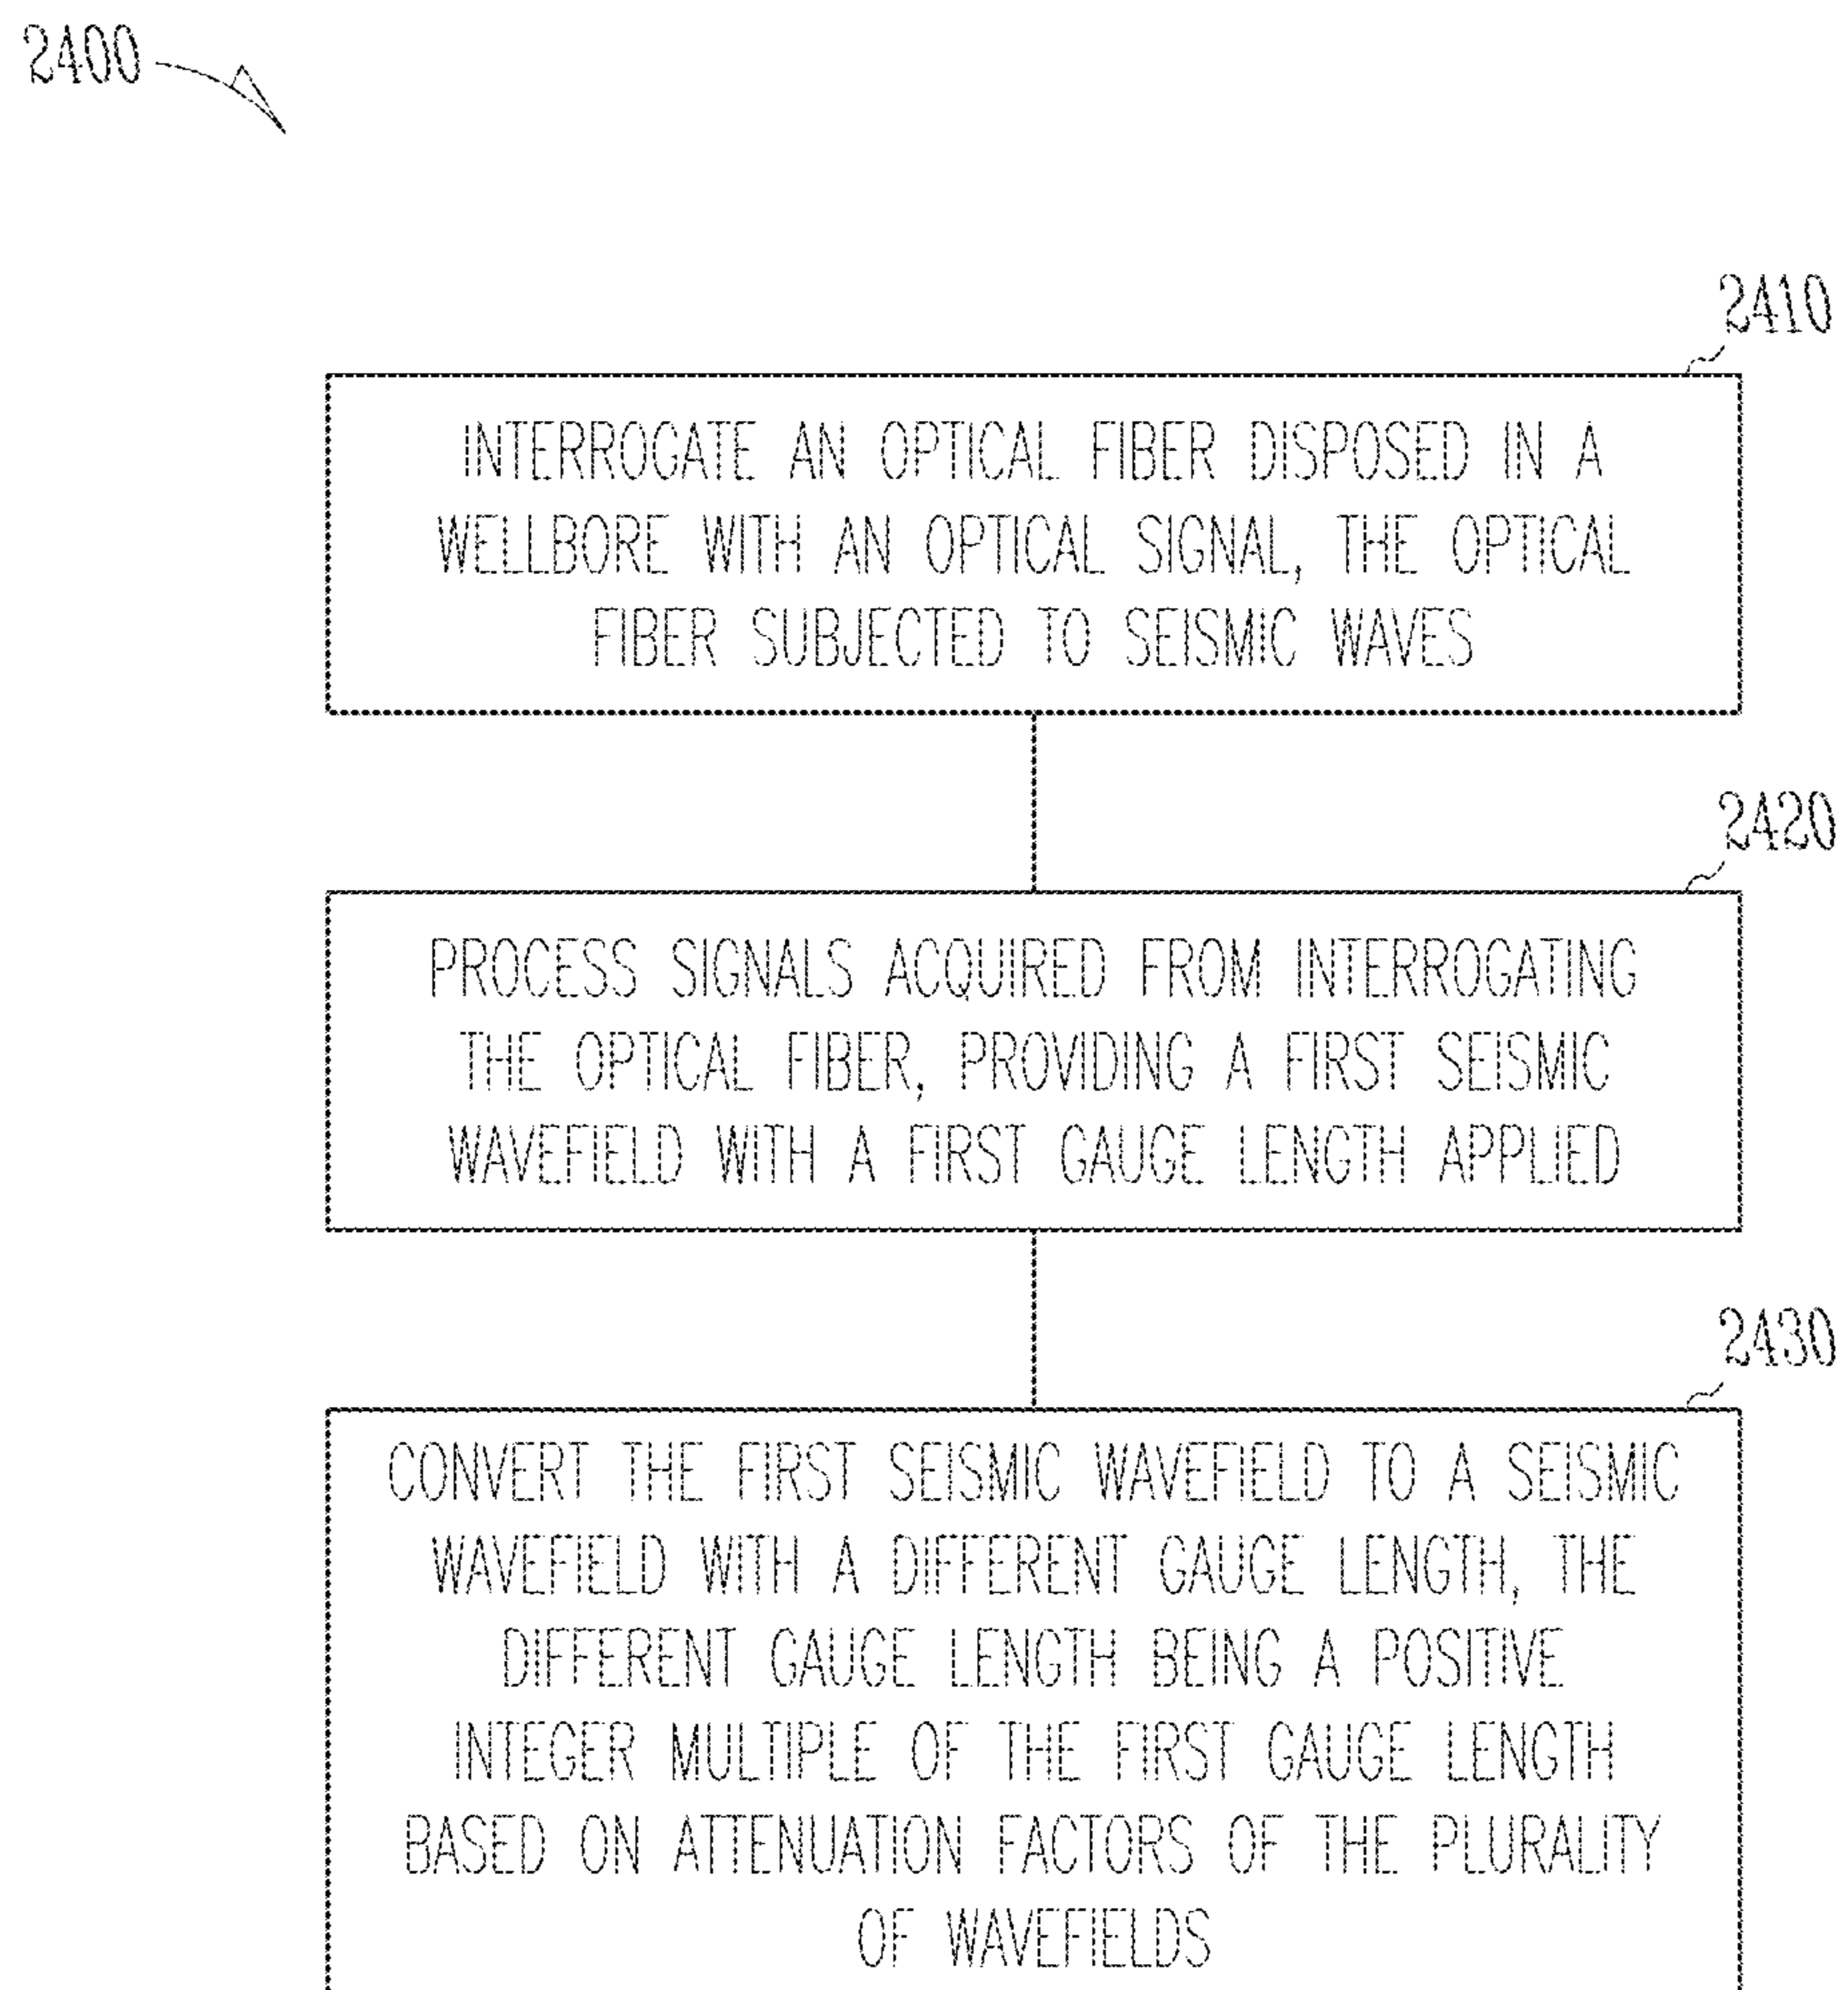 2400
2410
INTERROGATE AN OPTICAL FIBER DISPOSED IN A
WELLBORE WITH AN OPTICAL SIGNAL, THE OPTICAL
FIBER SUBJECTED TO SEISMIC WAVES
2420
PROCESS SIGNALS ACQUIRED FROM INTERROGATING
THE OPTICAL FIBER, PROVIDING A FIRST SEISMIC
WAVEFIELD WITH A FIRST GAUGE LENGTH APPLIED
2430
CONVERT THE FIRST SEISMIC WAVEFIELD TO A SEISMIC
WAVEFIELD WITH A DIFFERENT GAUGE LENGTH, THE
DIFFERENT GAUGE LENGTH BEING A POSITIVE
INTEGER MULTIPLE OF THE FIRST GAUGE LENGTH
BASED ON ATTENUATION FACTORS OF THE PLURALITY
OF WAVEFIELDS